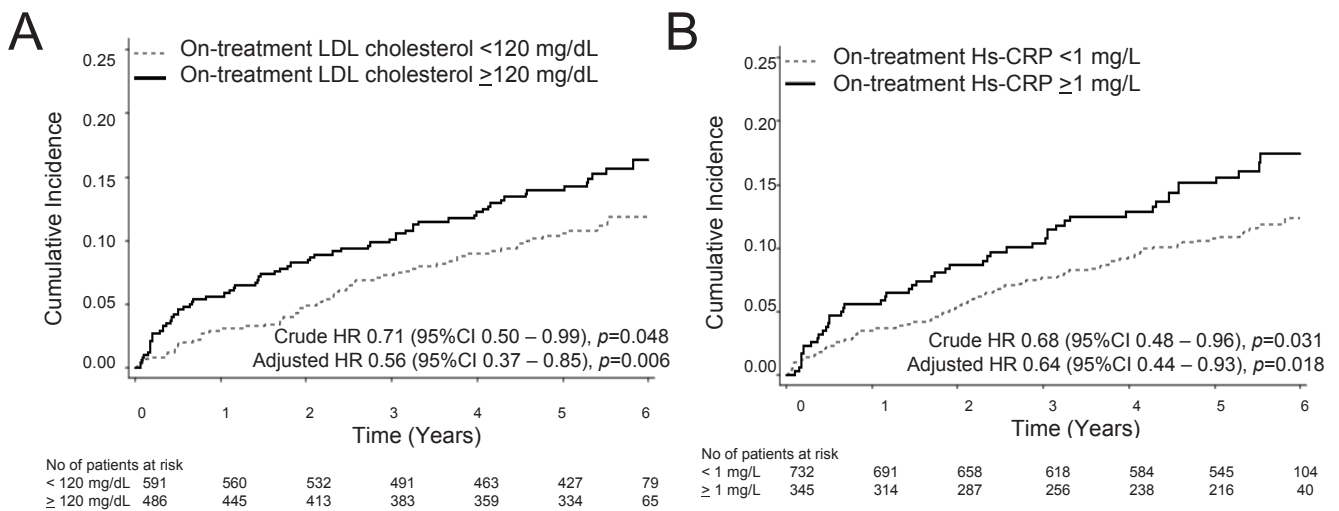 A
On-treatment LDL cholesterol <120 mg/dL
On-treatment LDL cholesterol ≥120 mg/dL
Cumulative Incidence
0.25
0.20
0.15
0.10
0.05
0.00
Crude HR 0.71 (95%CI 0.50 – 0.99), p=0.048
Adjusted HR 0.56 (95%CI 0.37 – 0.85), p=0.006
0 1 2 3 4 5 6
Time (Years)
No of patients at risk
< 120 mg/dL 591 560 532 491 463 427 79
≥ 120 mg/dL 486 445 413 383 359 334 65
B
On-treatment Hs-CRP <1 mg/L
On-treatment Hs-CRP ≥1 mg/L
Cumulative Incidence
0.25
0.20
0.15
0.10
0.05
0.00
Crude HR 0.68 (95%CI 0.48 – 0.96), p=0.031
Adjusted HR 0.64 (95%CI 0.44 – 0.93), p=0.018
0 1 2 3 4 5 6
Time (Years)
No of patients at risk
< 1 mg/L 732 691 658 618 584 545 104
≥ 1 mg/L 345 314 287 256 238 216 40